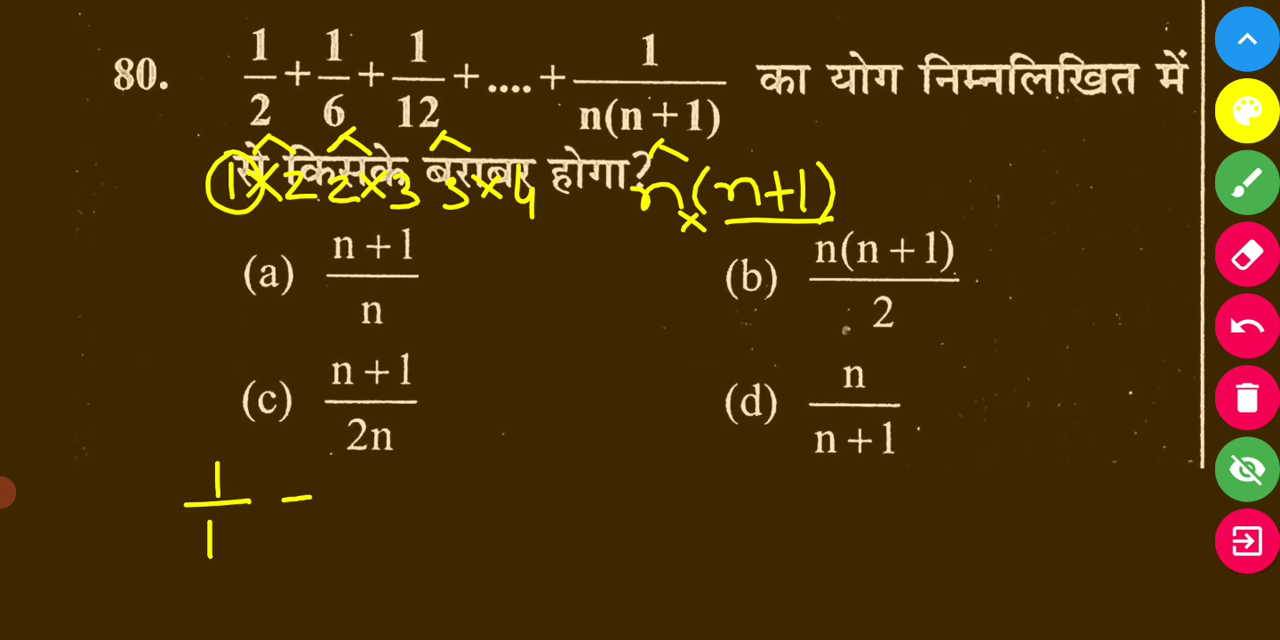 80. 1/2 + 1/6 + 1/12 + .... + 1/n(n+1) का योग निम्नलिखित में
से किसके बराबर होगा?
1×2 2×3 3×4 n×(n+1)
(a) n+1/n (b) n(n+1)/2
(c) n+1/2n (d) n/n+1
1/1 -